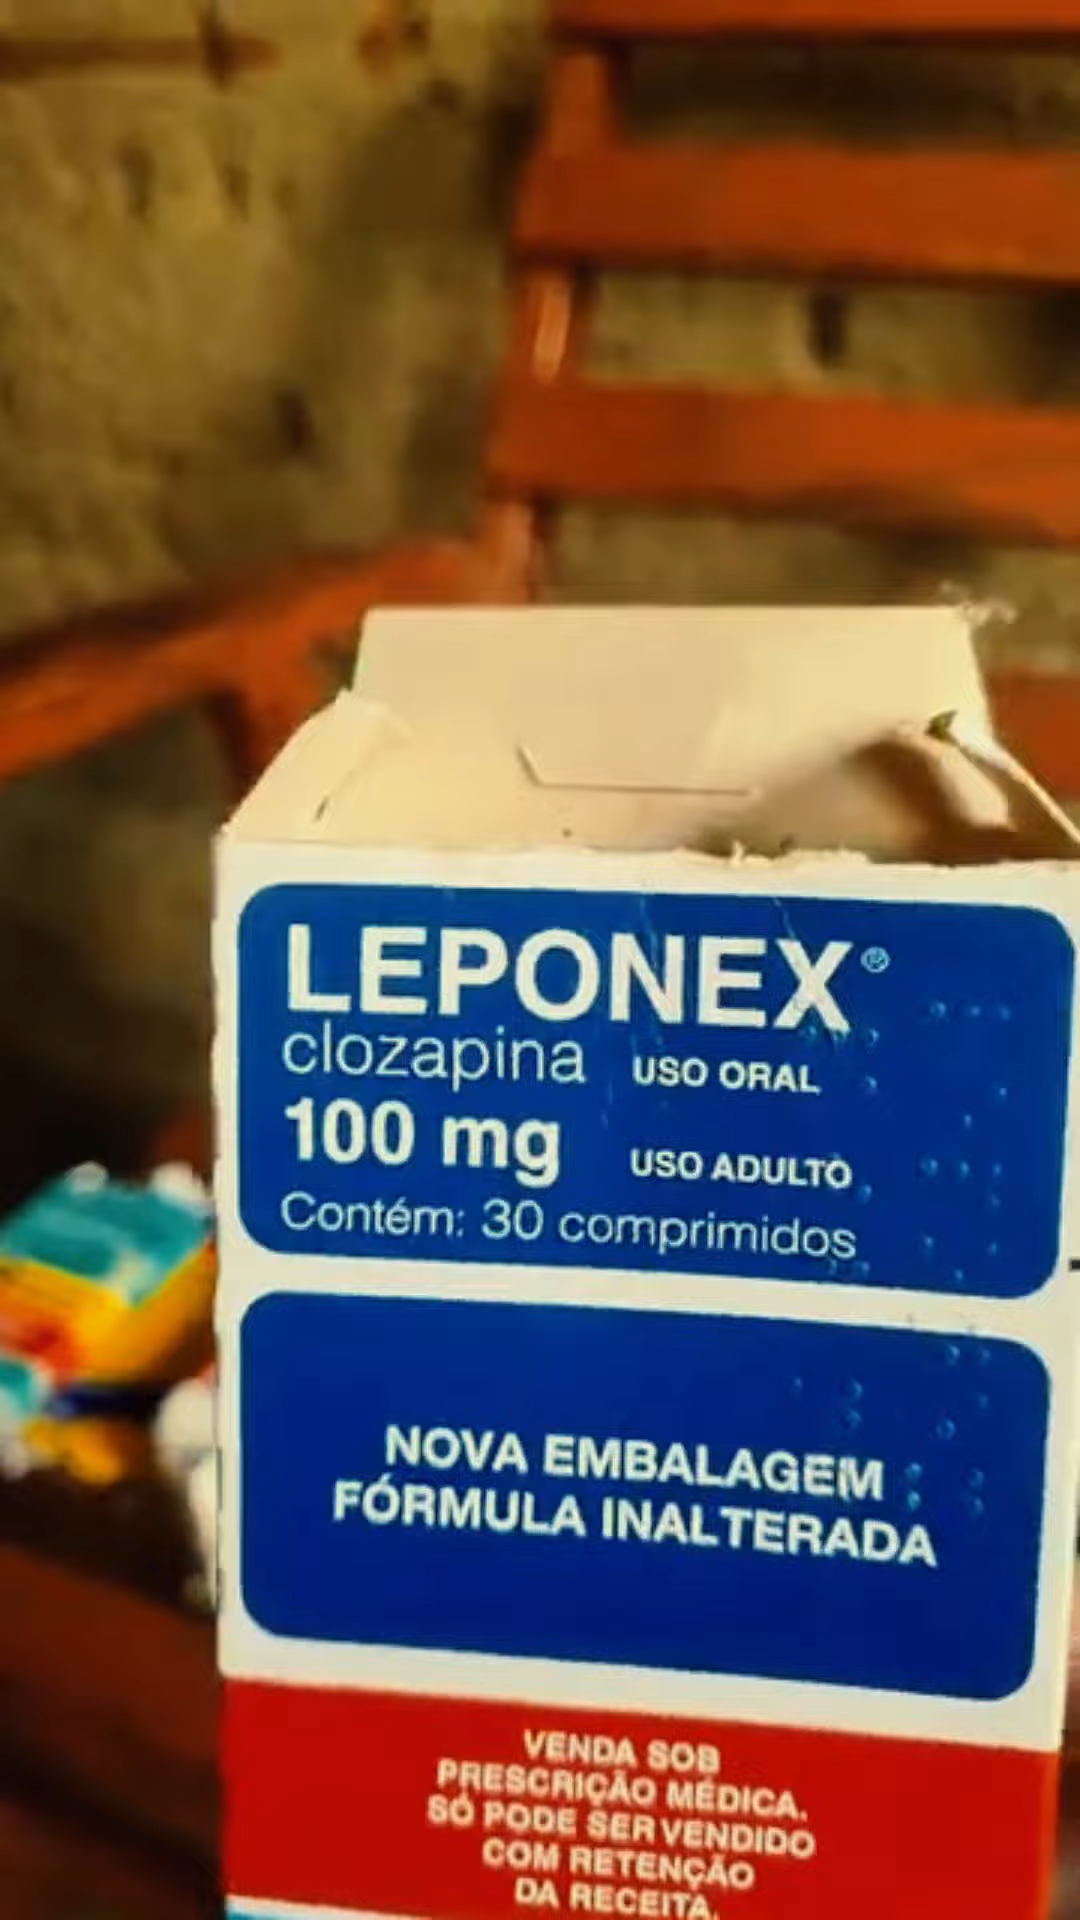 LEPONEX®
clozapina USO ORAL
100 mg USO ADULTO
Contém: 30 comprimidos
NOVA EMBALAGEM
FÓRMULA INALTERADA
VENDA SOB
PRESCRIÇÃO MÉDICA.
SÓ PODE SER VENDIDO
COM RETENÇÃO
DA RECEITA.